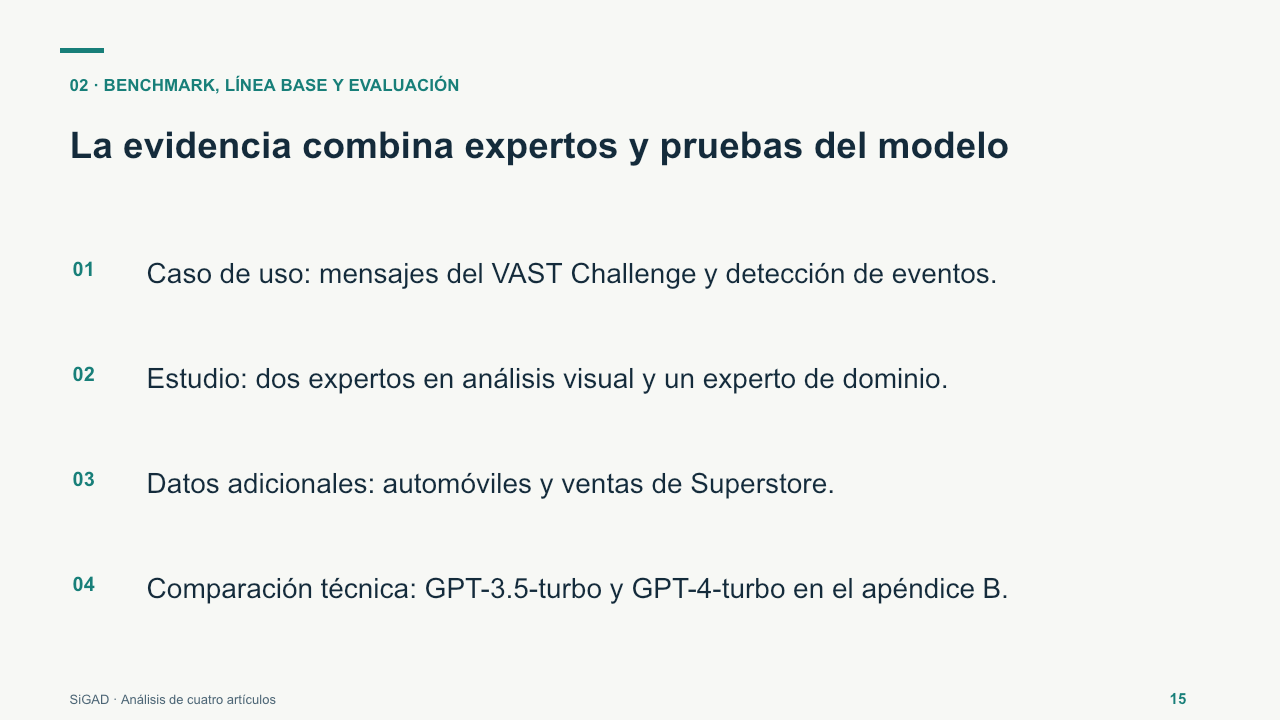 02 · BENCHMARK, LÍNEA BASE Y EVALUACIÓN
La evidencia combina expertos y pruebas del modelo
01 Caso de uso: mensajes del VAST Challenge y detección de eventos.
02 Estudio: dos expertos en análisis visual y un experto de dominio.
03 Datos adicionales: automóviles y ventas de Superstore.
04 Comparación técnica: GPT-3.5-turbo y GPT-4-turbo en el apéndice B.
SiGAD · Análisis de cuatro artículos 15